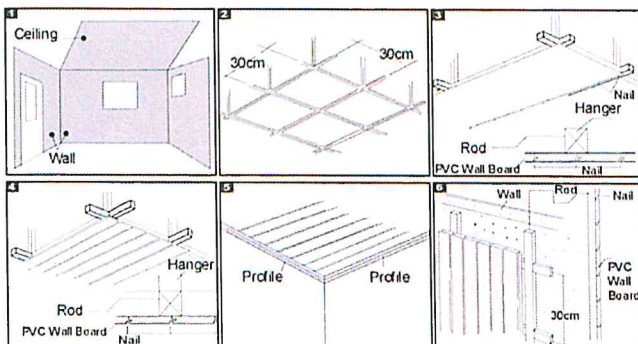 1
Ceiling
Wall
2
30cm
30cm
3
Nail
Hanger
Rod
PVC Wall Board
Nail
4
Hanger
Rod
PVC Wall Board
Nail
5
Profile
Profile
6
Wall
Rod
Nail
PVC
Wall
Board
30cm